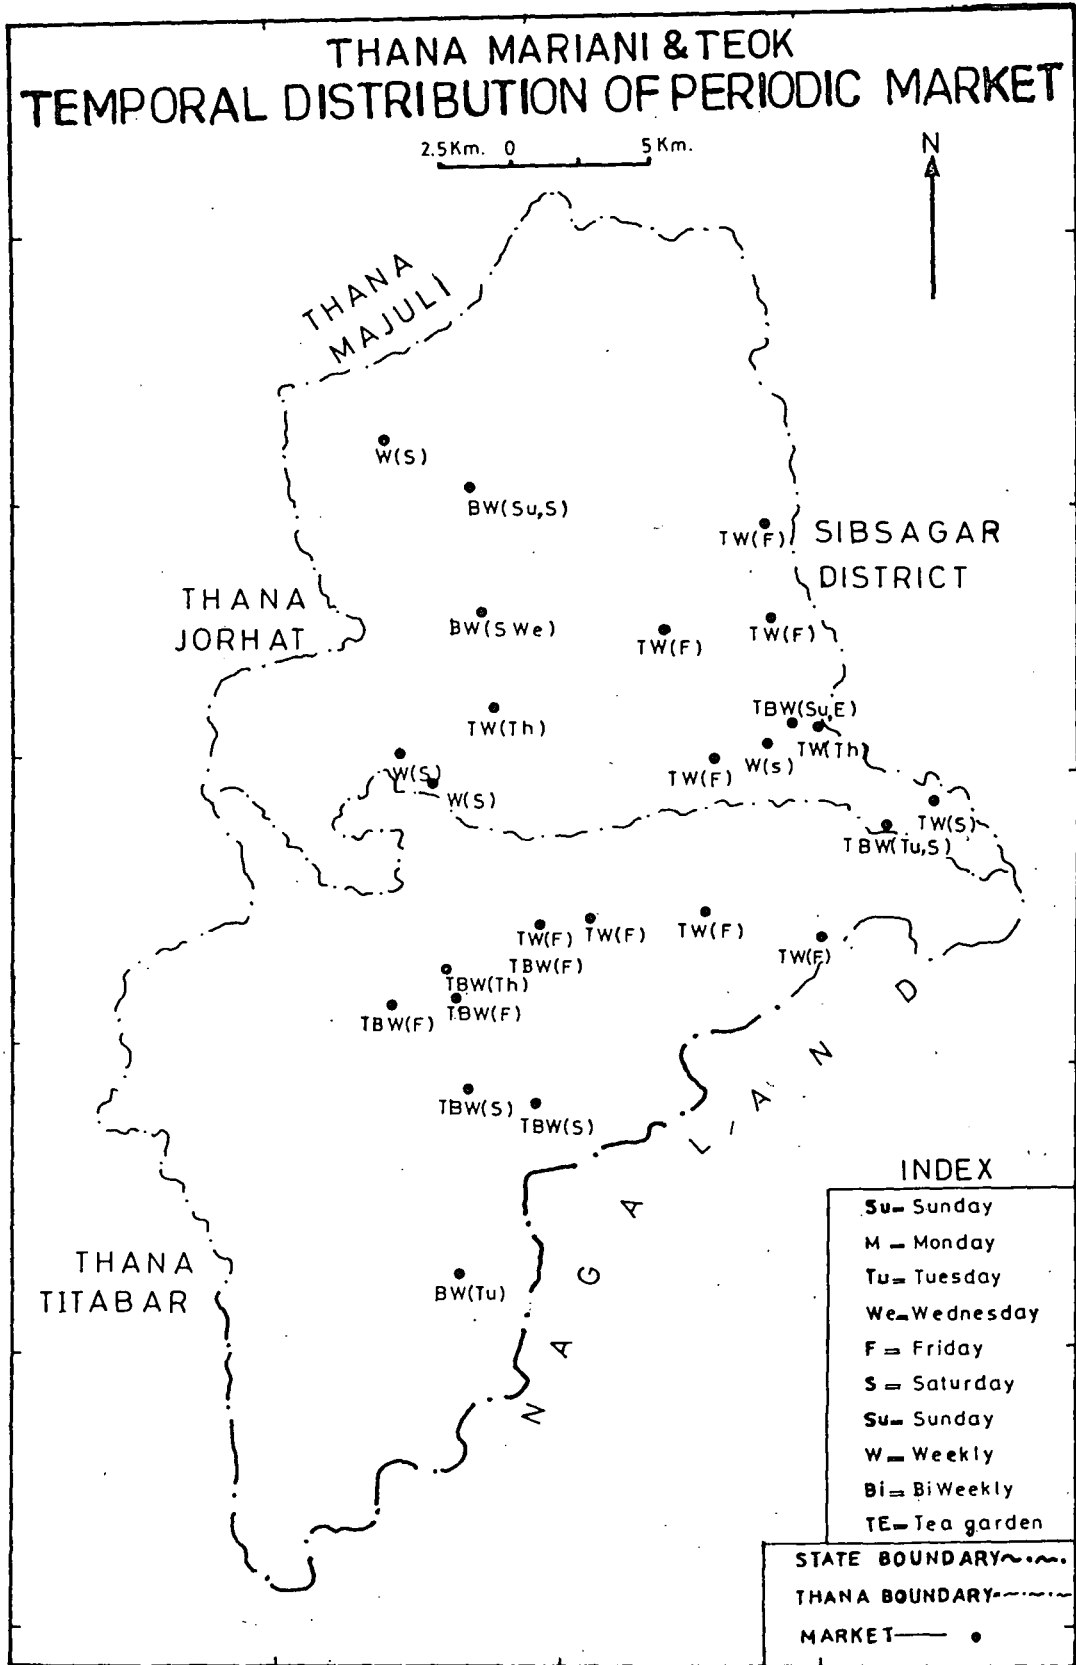 THANA MARIANI & TEOK
TEMPORAL DISTRIBUTION OF PERIODIC MARKET
2.5Km. 0 5 Km.
N
THANA
MAJULI
W(S)
BW(Su,S)
TW(F)
SIBSAGAR
DISTRICT
THANA
JORHAT
BW(SWe)
TW(F)
TW(F)
TW(Th)
TBW(Su,E)
TW(Th)
W(s)
TW(F)
W(S)
W(S)
TW(S)
TBW(Tu,S)
TW(F)
TW(F)
TW(F)
TW(F)
TBW(F)
TBW(Th)
TBW(F)
TBW(F)
TBW(S)
TBW(S)
BW(Tu)
NAGALAND
THANA
TITABAR
INDEX
Su= Sunday
M = Monday
Tu= Tuesday
We=Wednesday
F = Friday
S = Saturday
Su= Sunday
W = Weekly
Bi = BiWeekly
TE= Tea garden
STATE BOUNDARY
THANA BOUNDARY
MARKET